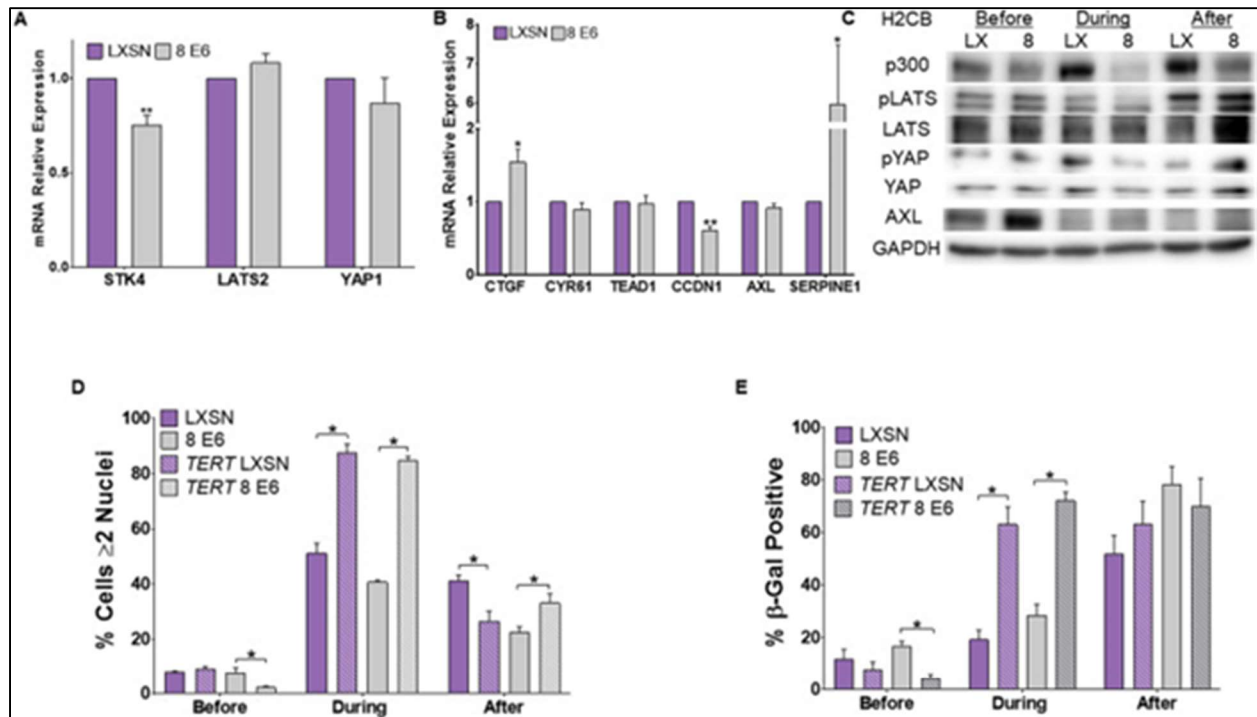 A
LXSN 8 E6
mRNA Relative Expression
1.0
0.5
0.0
**
STK4 LATS2 YAP1
B
LXSN 8 E6
mRNA Relative Expression
8
7
6
2
1
0
* ** *
CTGF CYR61 TEAD1 CCDN1 AXL SERPINE1
C
H2CB Before During After
LX 8 LX 8 LX 8
p300
pLATS
LATS
pYAP
YAP
AXL
GAPDH
D
% Cells ≥2 Nuclei
100
80
60
40
20
0
LXSN
8 E6
TERT LXSN
TERT 8 E6
* * * * *
Before During After
E
% β-Gal Positive
100
80
60
40
20
0
LXSN
8 E6
TERT LXSN
TERT 8 E6
* * *
Before During After